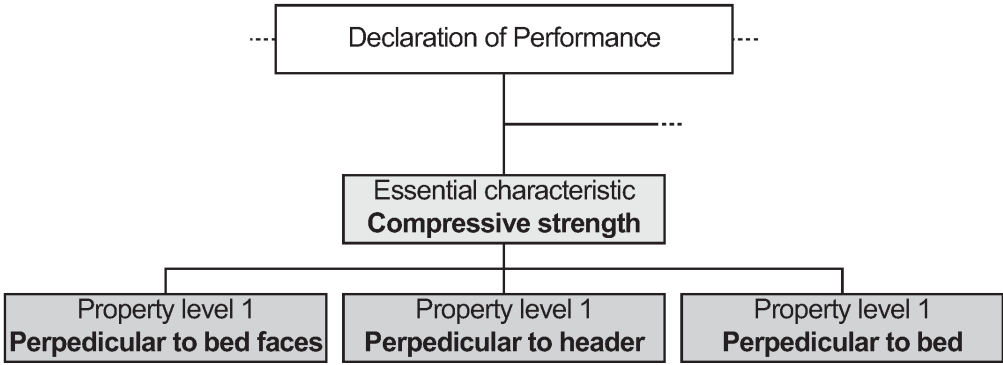 Declaration of Performance
Essential characteristic
Compressive strength
Property level 1
Perpedicular to bed faces
Property level 1
Perpedicular to header
Property level 1
Perpedicular to bed